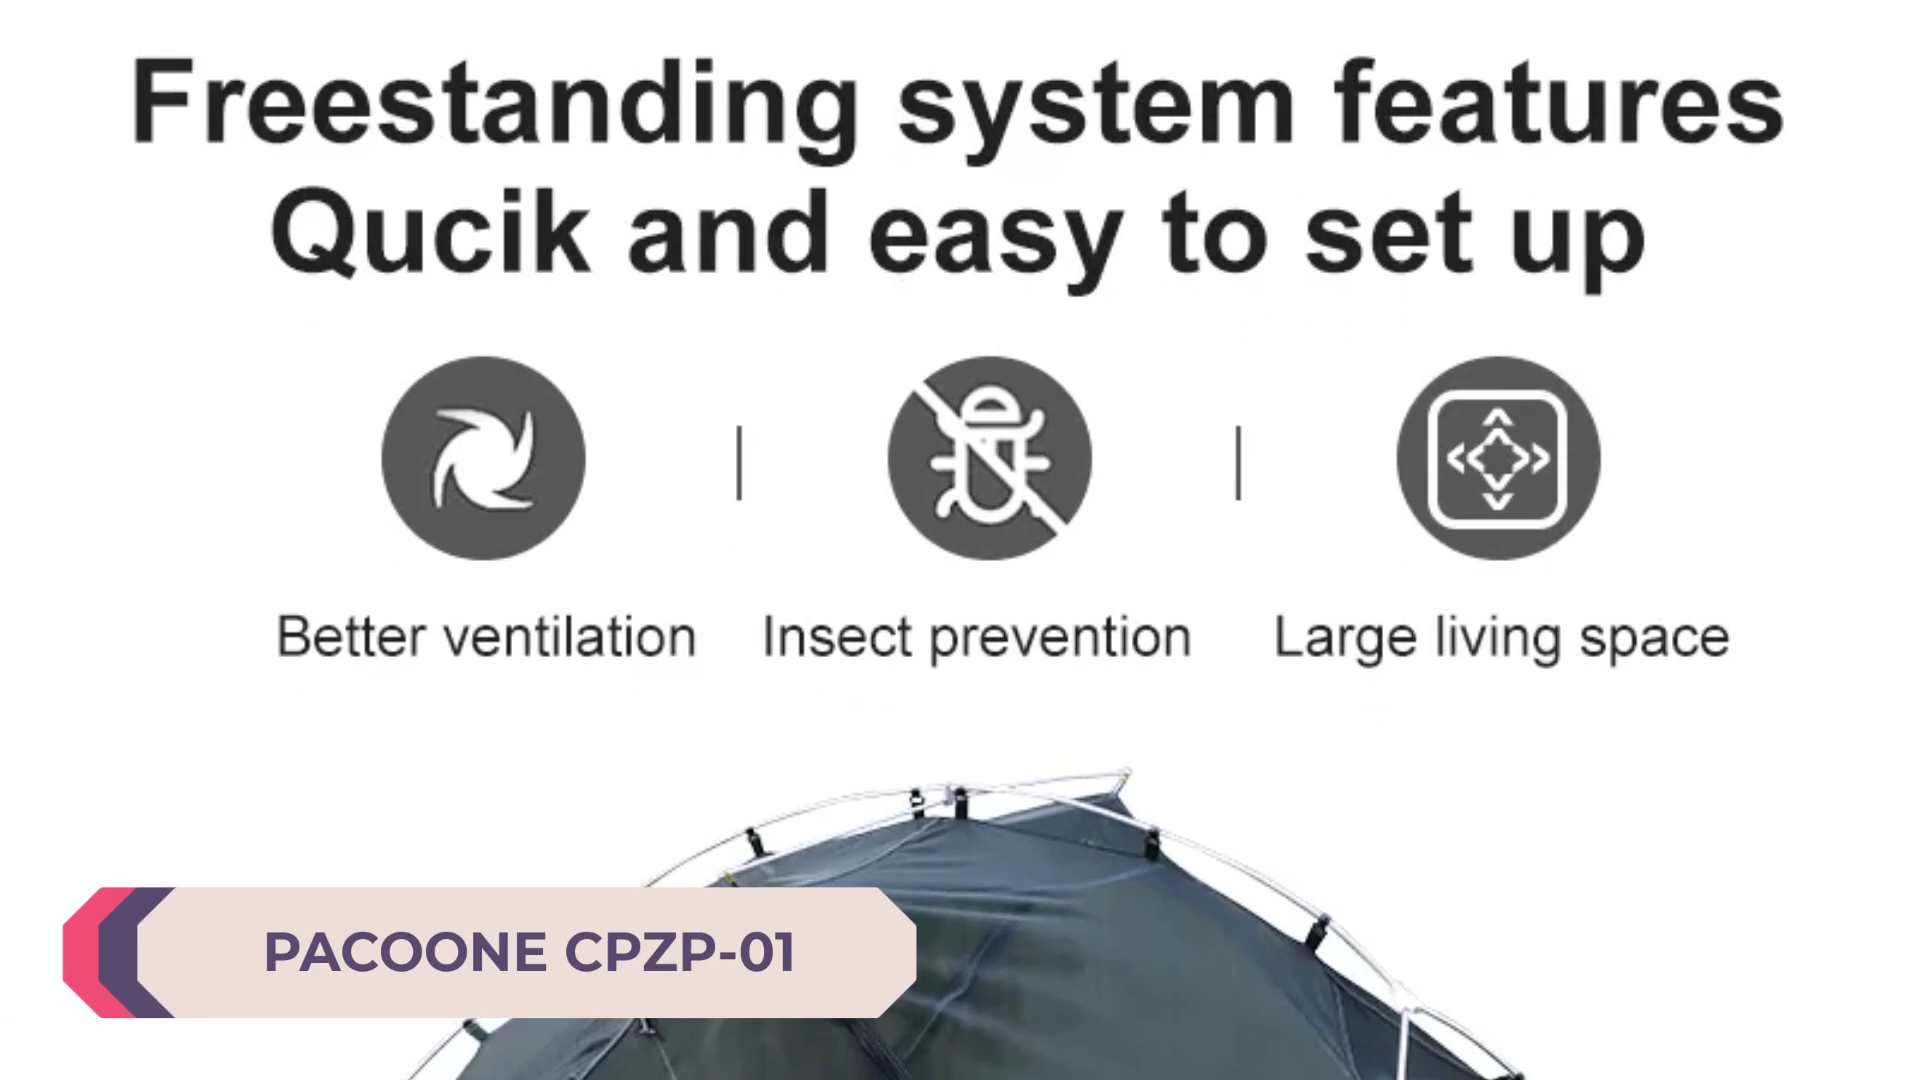 Freestanding system features
Qucik and easy to set up
Better ventilation
Insect prevention
Large living space
PACOONE CPZP-01